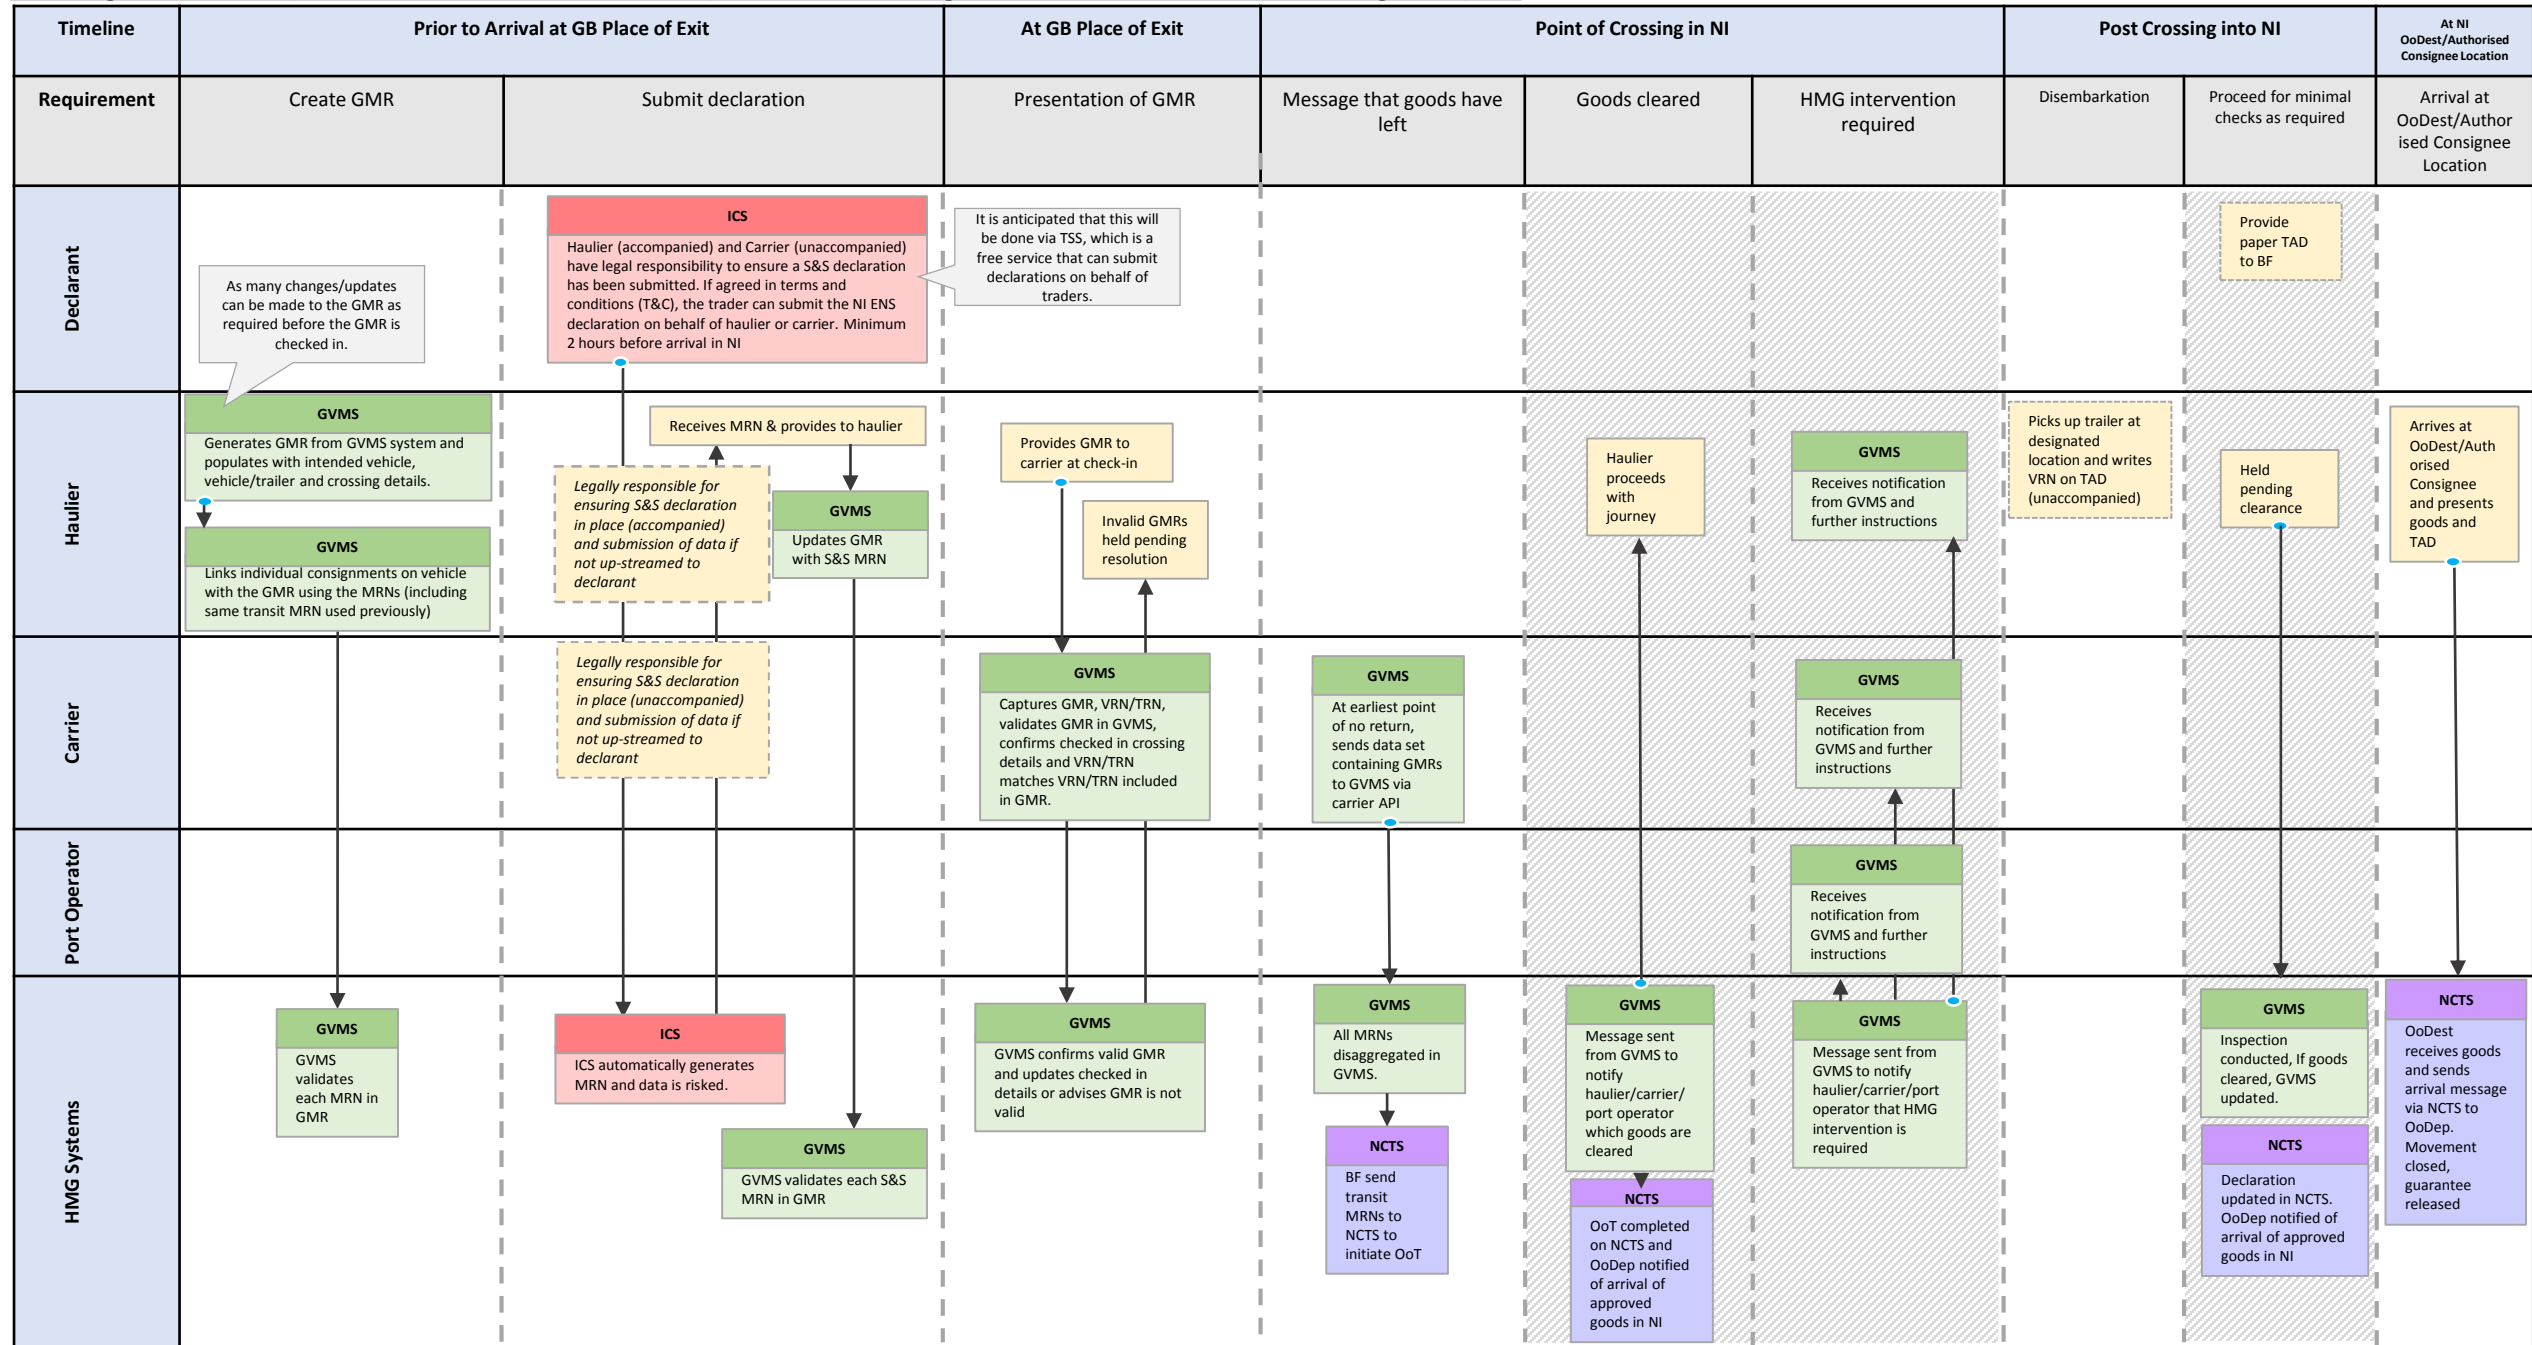 Timeline
Prior to Arrival at GB Place of Exit
At GB Place of Exit
Point of Crossing in NI
Post Crossing into NI
At NI
OoDest/Authorised
Consignee Location
Requirement
Create GMR
Submit declaration
Presentation of GMR
Message that goods have
left
Goods cleared
HMG intervention
required
Disembarkation
Proceed for minimal
checks as required
Arrival at
OoDest/Author
ised Consignee
Location
Declarant
As many changes/updates
can be made to the GMR as
required before the GMR is
checked in.
ICS
Haulier (accompanied) and Carrier (unaccompanied)
have legal responsibility to ensure a S&S declaration
has been submitted. If agreed in terms and
conditions (T&C), the trader can submit the NI ENS
declaration on behalf of haulier or carrier. Minimum
2 hours before arrival in NI
It is anticipated that this will
be done via TSS, which is a
free service that can submit
declarations on behalf of
traders.
Provide
paper TAD
to BF
Haulier
GVMS
Generates GMR from GVMS system and
populates with intended vehicle,
vehicle/trailer and crossing details.
GVMS
Links individual consignments on vehicle
with the GMR using the MRNs (including
same transit MRN used previously)
Receives MRN & provides to haulier
Legally responsible for
ensuring S&S declaration
in place (accompanied)
and submission of data if
not up-streamed to
declarant
GVMS
Updates GMR
with S&S MRN
Provides GMR to
carrier at check-in
Invalid GMRs
held pending
resolution
Haulier
proceeds
with
journey
GVMS
Receives notification
from GVMS and
further instructions
Picks up trailer at
designated
location and writes
VRN on TAD
(unaccompanied)
Held
pending
clearance
Arrives at
OoDest/Auth
orised
Consignee
and presents
goods and
TAD
Carrier
Legally responsible for
ensuring S&S declaration
in place (unaccompanied)
and submission of data if
not up-streamed to
declarant
GVMS
Captures GMR, VRN/TRN,
validates GMR in GVMS,
confirms checked in crossing
details and VRN/TRN
matches VRN/TRN included
in GMR.
GVMS
At earliest point
of no return,
sends data set
containing GMRs
to GVMS via
carrier API
GVMS
Receives
notification from
GVMS and further
instructions
Port Operator
GVMS
Receives
notification from
GVMS and further
instructions
HMG Systems
GVMS
GVMS
validates
each MRN in
GMR
ICS
ICS automatically generates
MRN and data is risked.
GVMS
GVMS validates each S&S
MRN in GMR
GVMS
GVMS confirms valid GMR
and updates checked in
details or advises GMR is not
valid
GVMS
All MRNs
disaggregated in
GVMS.
NCTS
BF send
transit
MRNs to
NCTS to
initiate OoT
GVMS
Message sent
from GVMS to
notify
haulier/carrier/
port operator
which goods are
cleared
NCTS
OoT completed
on NCTS and
OoDep notified
of arrival of
approved
goods in NI
GVMS
Message sent from
GVMS to notify
haulier/carrier/port
operator that HMG
intervention is
required
GVMS
Inspection
conducted, If goods
cleared, GVMS
updated.
NCTS
Declaration
updated in NCTS.
OoDep notified of
arrival of approved
goods in NI
NCTS
OoDest
receives goods
and sends
arrival message
via NCTS to
OoDep.
Movement
closed,
guarantee
released